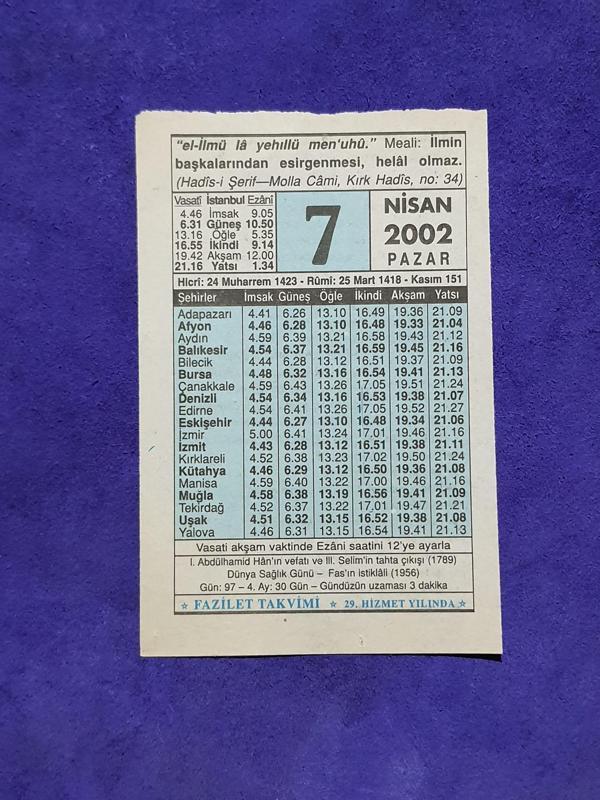 “el-İlmü lâ yehıllü men‘uhû.” Meali: İlmin
başkalarından esirgenmesi, helâl olmaz.
(Hadîs-i Şerif—Molla Câmi, Kırk Hadîs, no: 34)
Vasatî İstanbul Ezânî
4.46 İmsak 9.05
6.31 Güneş 10.50
13.16 Öğle 5.35
16.55 İkindi 9.14
19.42 Akşam 12.00
21.16 Yatsı 1.34
7
NİSAN
2002
PAZAR
Hicrî: 24 Muharrem 1423 - Rûmî: 25 Mart 1418 - Kasım 151
Şehirler İmsak Güneş Öğle İkindi Akşam Yatsı
Adapazarı 4.41 6.26 13.10 16.49 19.36 21.09
Afyon 4.46 6.28 13.10 16.48 19.33 21.04
Aydın 4.59 6.39 13.21 16.58 19.43 21.12
Balıkesir 4.54 6.37 13.21 16.59 19.45 21.16
Bilecik 4.44 6.28 13.12 16.51 19.37 21.09
Bursa 4.48 6.32 13.16 16.54 19.41 21.13
Çanakkale 4.59 6.43 13.26 17.05 19.51 21.24
Denizli 4.54 6.34 13.16 16.53 19.38 21.07
Edirne 4.54 6.41 13.26 17.05 19.52 21.27
Eskişehir 4.44 6.27 13.10 16.48 19.34 21.06
İzmir 5.00 6.41 13.24 17.01 19.46 21.16
İzmit 4.43 6.28 13.12 16.51 19.38 21.11
Kırklareli 4.52 6.38 13.23 17.02 19.50 21.24
Kütahya 4.46 6.29 13.12 16.50 19.36 21.08
Manisa 4.59 6.40 13.22 17.00 19.46 21.16
Muğla 4.58 6.38 13.19 16.56 19.41 21.09
Tekirdağ 4.52 6.37 13.22 17.01 19.47 21.21
Uşak 4.51 6.32 13.15 16.52 19.38 21.08
Yalova 4.46 6.31 13.15 16.54 19.41 21.13
Vasati akşam vaktinde Ezâni saatini 12’ye ayarla
I. Abdülhamid Hân’ın vefatı ve III. Selim’in tahta çıkışı (1789)
Dünya Sağlık Günü – Fas’ın istiklâli (1956)
Gün: 97 – 4. Ay: 30 Gün – Gündüzün uzaması 3 dakika
☆ FAZİLET TAKVİMİ ☆ 29. HİZMET YILINDA ☆